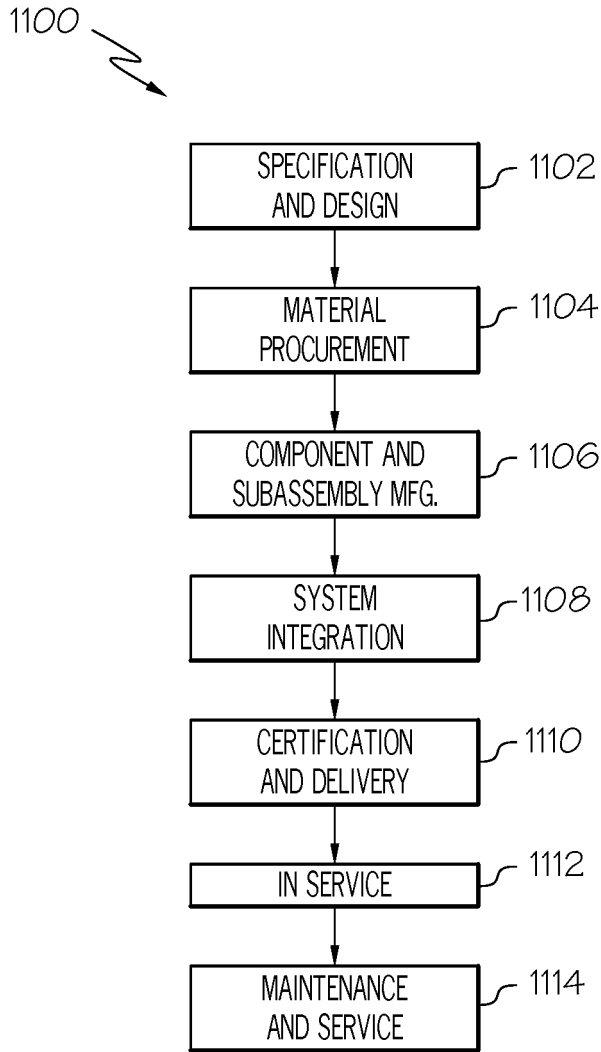 1100
SPECIFICATION
AND DESIGN
1102
MATERIAL
PROCUREMENT
1104
COMPONENT AND
SUBASSEMBLY MFG.
1106
SYSTEM
INTEGRATION
1108
CERTIFICATION
AND DELIVERY
1110
IN SERVICE
1112
MAINTENANCE
AND SERVICE
1114